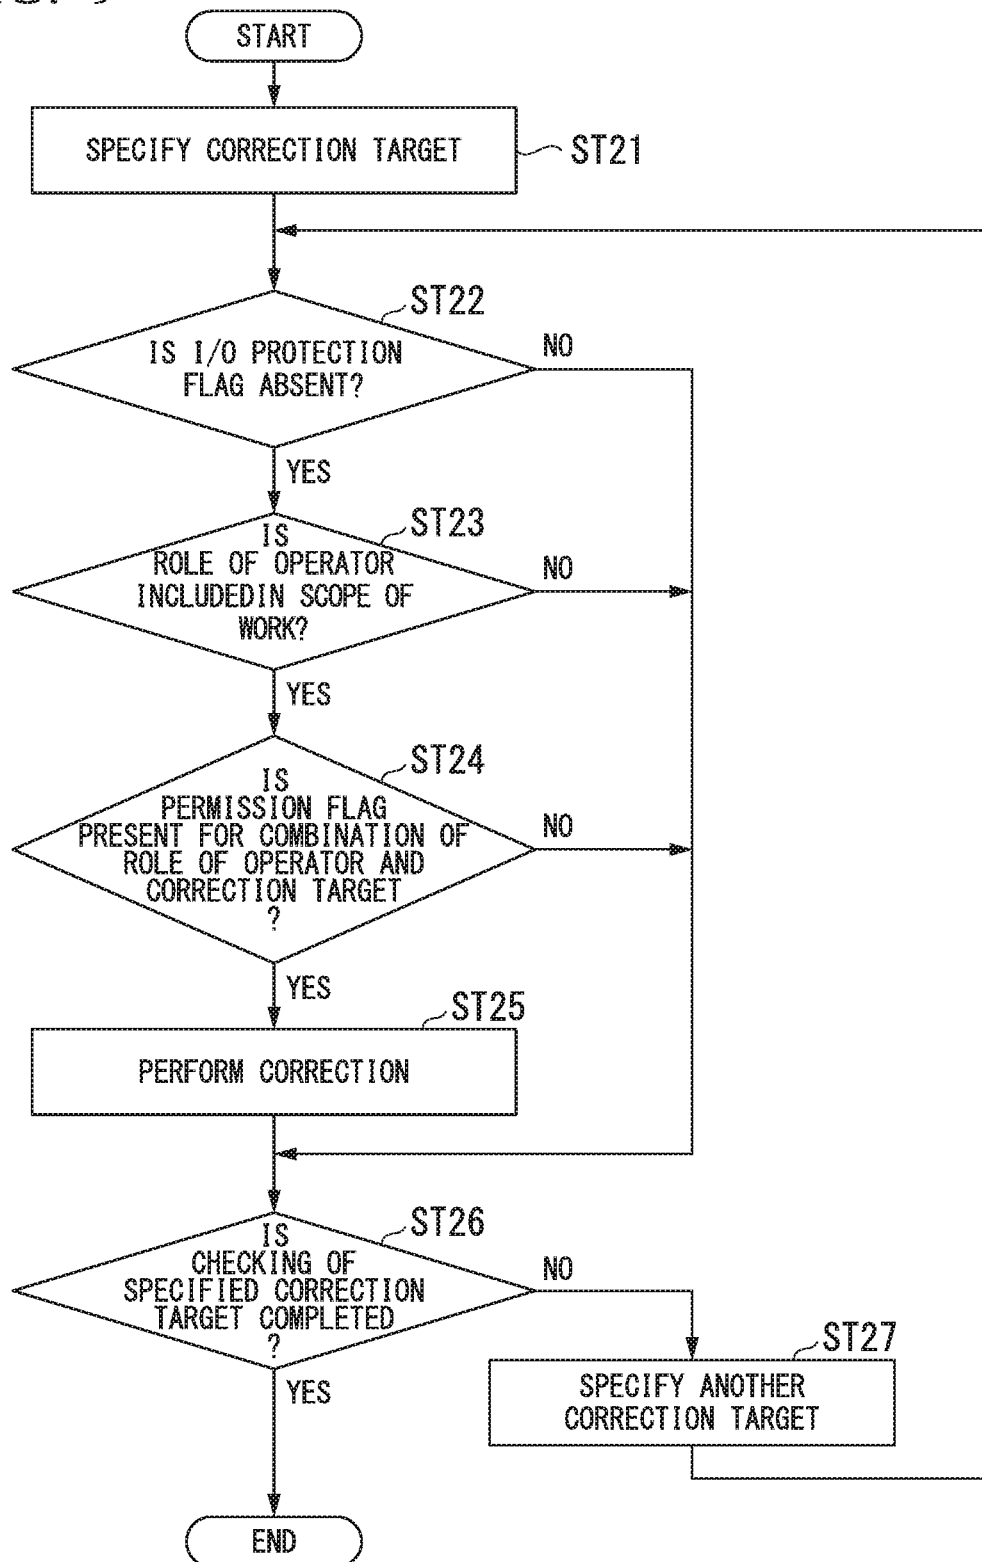 START
SPECIFY CORRECTION TARGET
ST21
ST22
IS I/O PROTECTION
FLAG ABSENT?
NO
YES
ST23
IS
ROLE OF OPERATOR
INCLUDEDIN SCOPE OF
WORK?
NO
YES
ST24
IS
PERMISSION FLAG
PRESENT FOR COMBINATION OF
ROLE OF OPERATOR AND
CORRECTION TARGET
?
NO
YES
ST25
PERFORM CORRECTION
ST26
IS
CHECKING OF
SPECIFIED CORRECTION
TARGET COMPLETED
?
NO
YES
ST27
SPECIFY ANOTHER
CORRECTION TARGET
END